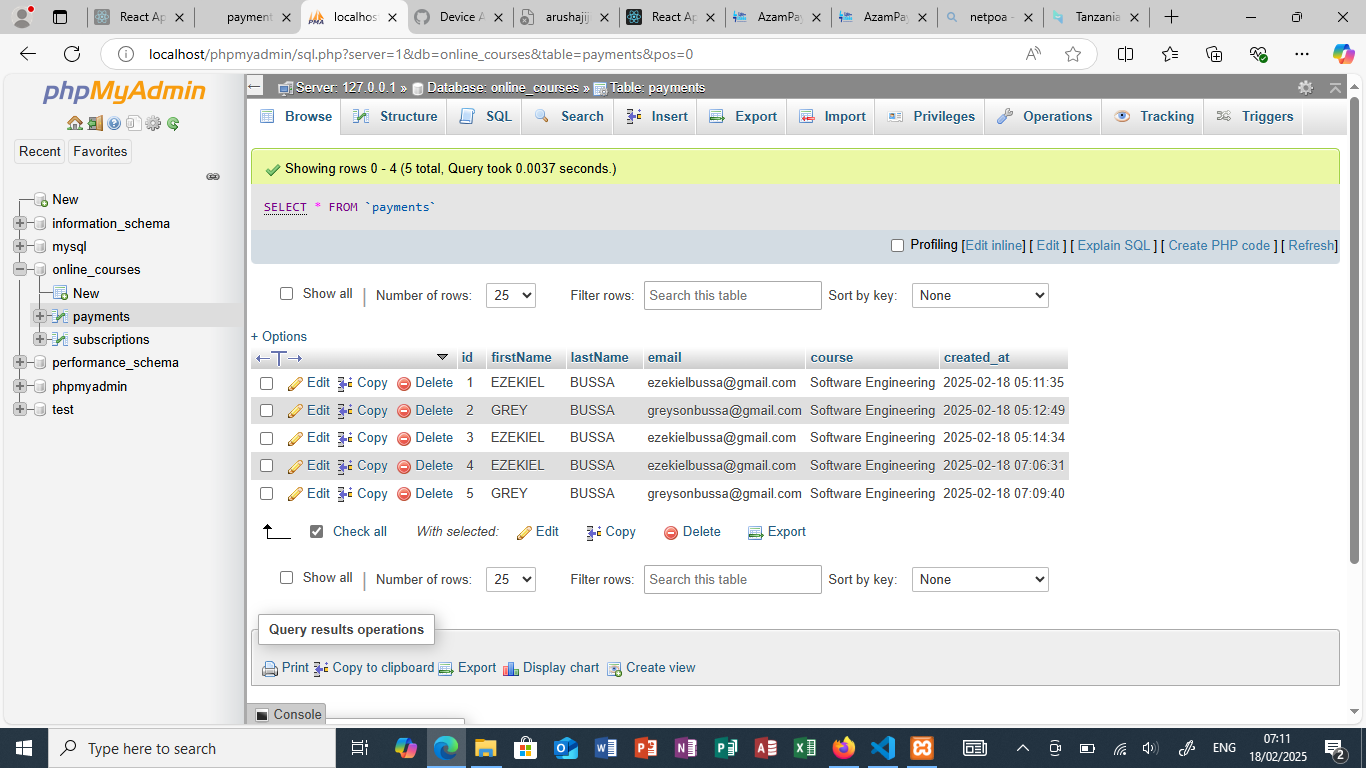 React Ap
payment
localhos
Device A
arushajij
React Ap
AzamPay
AzamPay
netpoa -
Tanzania
localhost/phpmyadmin/sql.php?server=1&db=online_courses&table=payments&pos=0
phpMyAdmin
Recent Favorites
New
information_schema
mysql
online_courses
New
payments
subscriptions
performance_schema
phpmyadmin
test
Server: 127.0.0.1 » Database: online_courses » Table: payments
Browse Structure SQL Search Insert Export Import Privileges Operations Tracking Triggers
Showing rows 0 - 4 (5 total, Query took 0.0037 seconds.)
SELECT * FROM `payments`
Profiling [Edit inline] [ Edit ] [ Explain SQL ] [ Create PHP code ] [ Refresh]
Show all | Number of rows: 25 Filter rows: Search this table Sort by key: None
+ Options
←T→ id firstName lastName email course created_at
Edit Copy Delete 1 EZEKIEL BUSSA ezekielbussa@gmail.com Software Engineering 2025-02-18 05:11:35
Edit Copy Delete 2 GREY BUSSA greysonbussa@gmail.com Software Engineering 2025-02-18 05:12:49
Edit Copy Delete 3 EZEKIEL BUSSA ezekielbussa@gmail.com Software Engineering 2025-02-18 05:14:34
Edit Copy Delete 4 EZEKIEL BUSSA ezekielbussa@gmail.com Software Engineering 2025-02-18 07:06:31
Edit Copy Delete 5 GREY BUSSA greysonbussa@gmail.com Software Engineering 2025-02-18 07:09:40
Check all With selected: Edit Copy Delete Export
Show all | Number of rows: 25 Filter rows: Search this table Sort by key: None
Query results operations
Print Copy to clipboard Export Display chart Create view
Console
Type here to search
ENG
07:11
18/02/2025
2